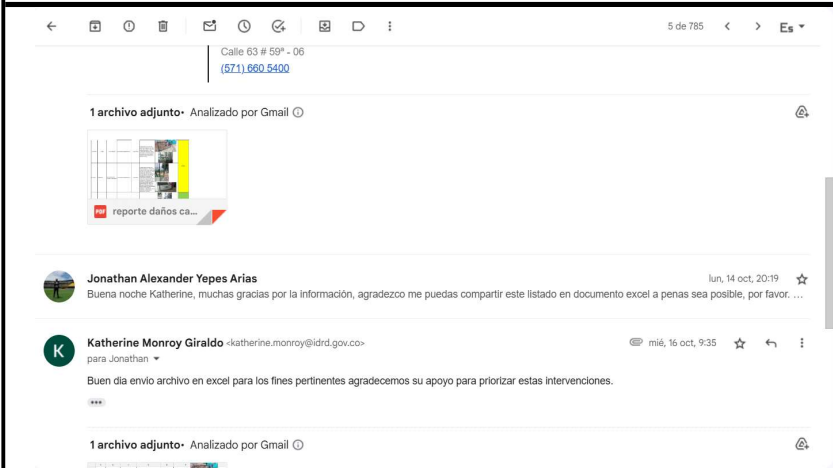 5 de 785
Es
Calle 63 # 59ª - 06
(571) 660 5400
1 archivo adjunto • Analizado por Gmail
PDF reporte daños ca...
Jonathan Alexander Yepes Arias
lun, 14 oct, 20:19
Buena noche Katherine, muchas gracias por la información, agradezco me puedas compartir este listado en documento excel a penas sea posible, por favor. ...
K
Katherine Monroy Giraldo <katherine.monroy@idrd.gov.co>
mié, 16 oct, 9:35
para Jonathan
Buen dia envio archivo en excel para los fines pertinentes agradecemos su apoyo para priorizar estas intervenciones.
1 archivo adjunto • Analizado por Gmail